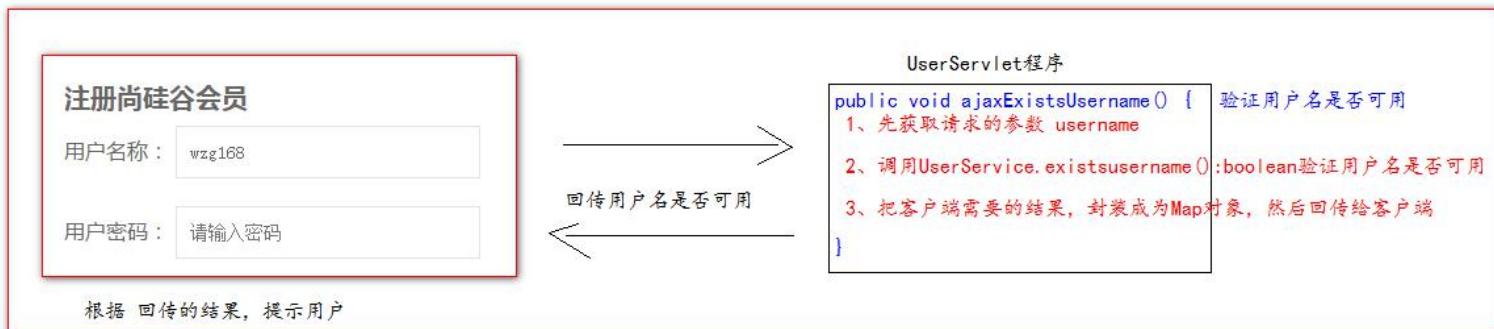 注册尚硅谷会员
用户名称： wzg168
用户密码： 请输入密码
根据 回传的结果，提示用户
回传用户名是否可用
UserServlet程序
public void ajaxExistsUsername() { 验证用户名是否可用
1、先获取请求的参数 username
2、调用UserService.existsusername():boolean验证用户名是否可用
3、把客户端需要的结果，封装成为Map对象，然后回传给客户端
}